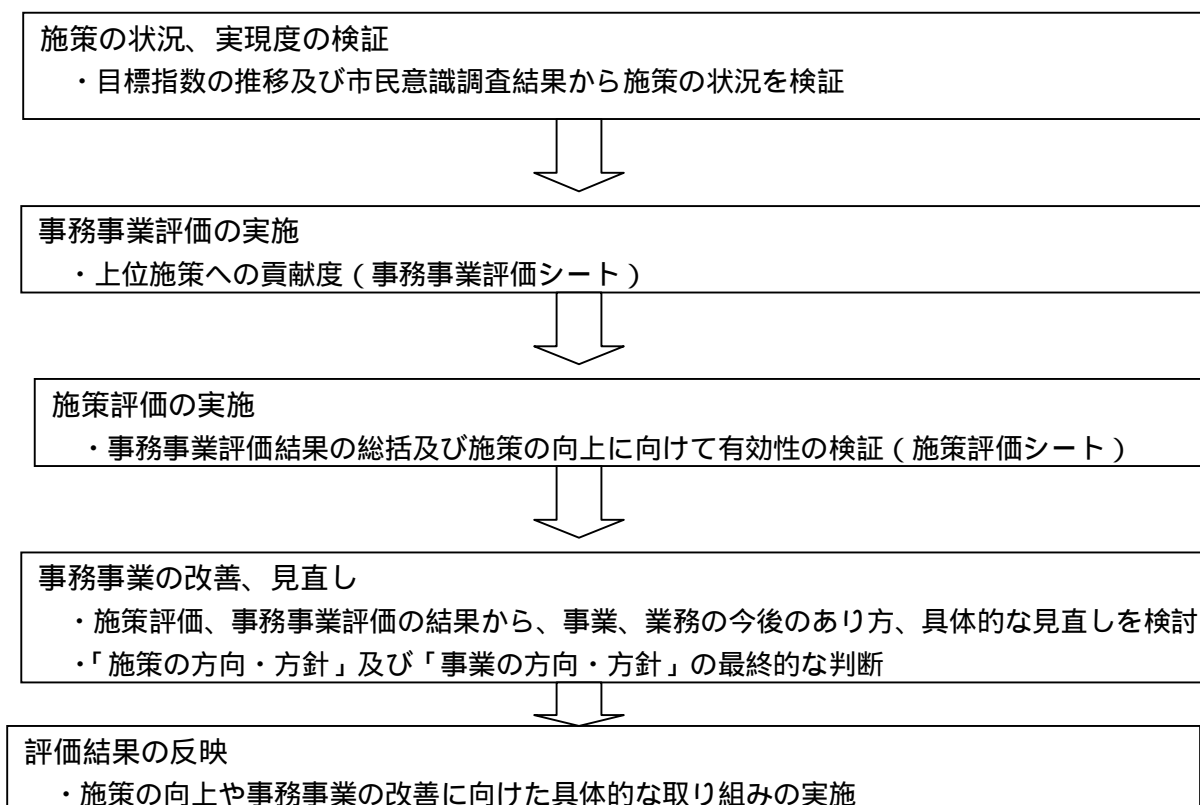 施策の状況、実現度の検証
・目標指数の推移及び市民意識調査結果から施策の状況を検証
事務事業評価の実施
・上位施策への貢献度(事務事業評価シート)
施策評価の実施
・事務事業評価結果の総括及び施策の向上に向けて有効性の検証(施策評価シート)
事務事業の改善、見直し
・施策評価、事務事業評価の結果から、事業、業務の今後のあり方、具体的な見直しを検討
・「施策の方向・方針」及び「事業の方向・方針」の最終的な判断
評価結果の反映
・施策の向上や事務事業の改善に向けた具体的な取り組みの実施